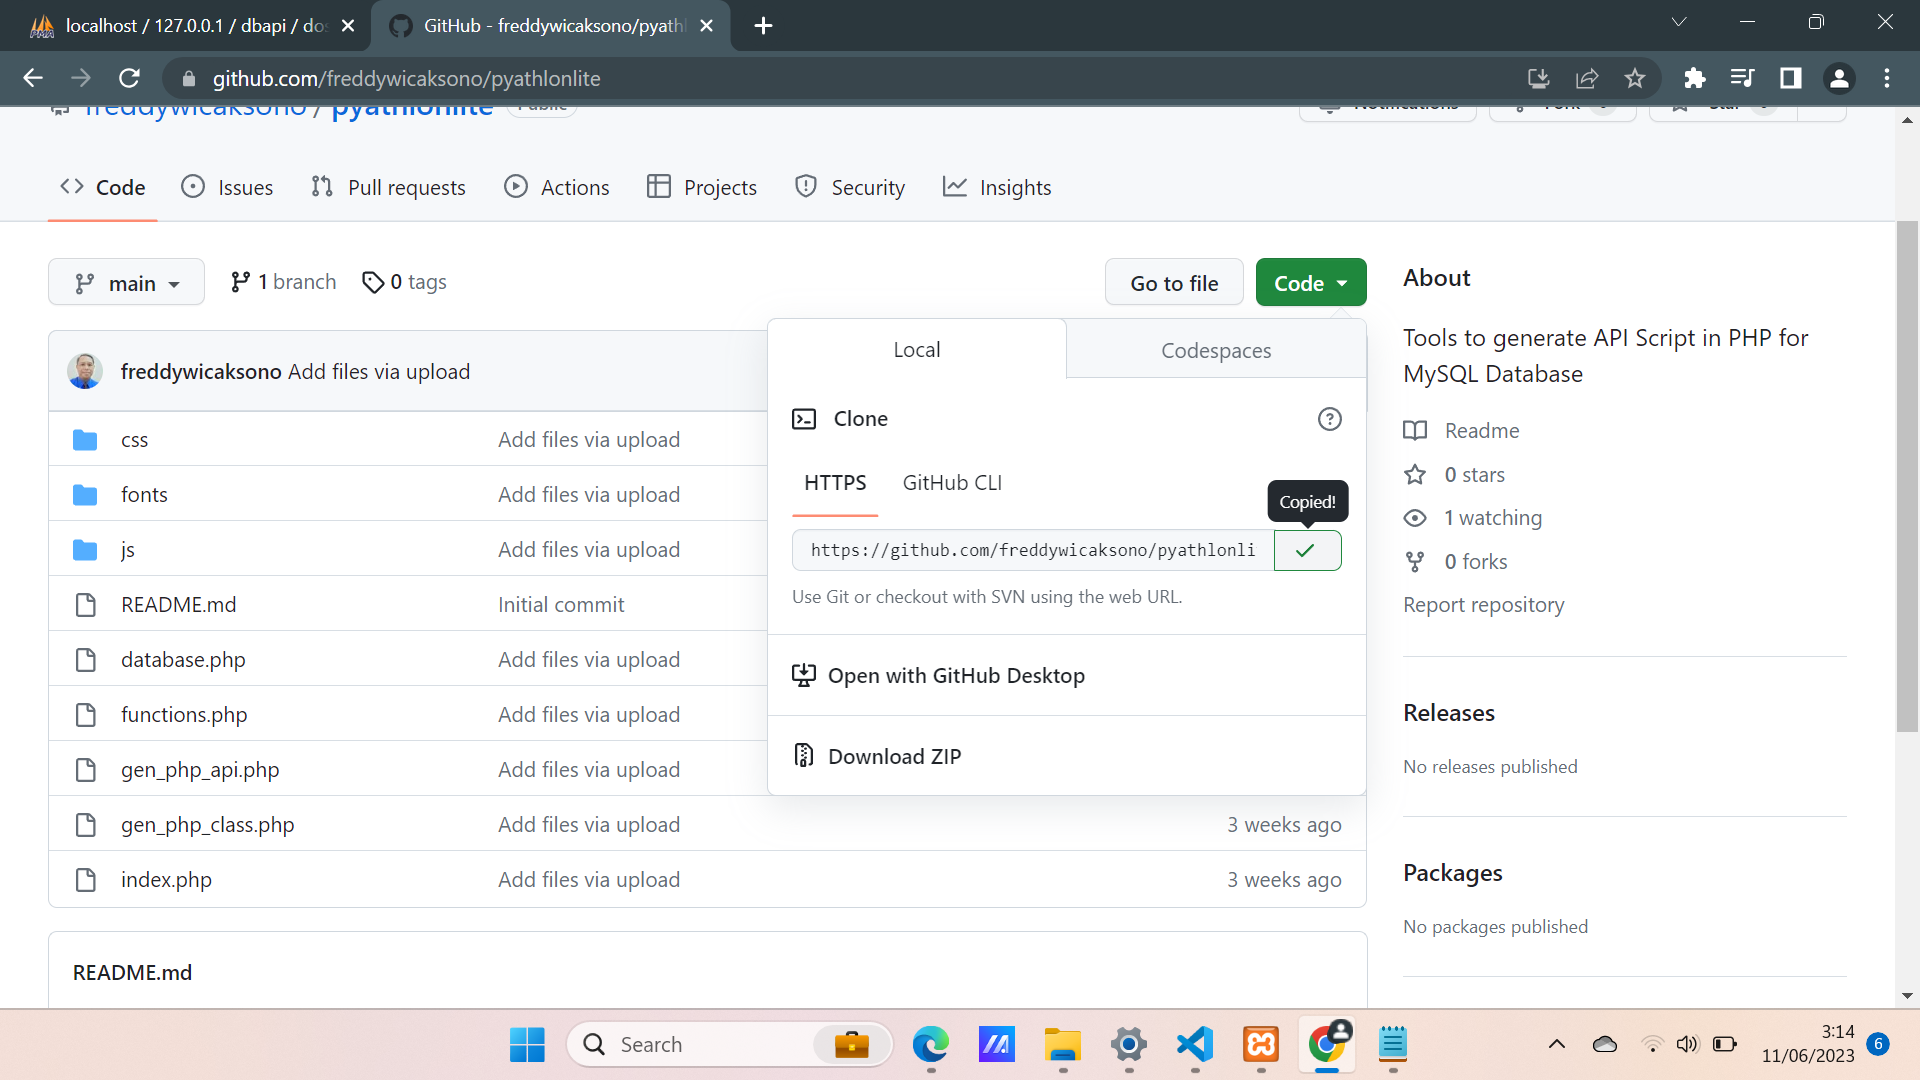 localhost / 127.0.0.1 / dbapi / dos
GitHub - freddywicaksono/pyathl
github.com/freddywicaksono/pyathlonlite
freddywicaksono / pyathlonlite Public
Notifications Fork Star
Code Issues Pull requests Actions Projects Security Insights
main 1 branch 0 tags
Go to file Code
freddywicaksono Add files via upload
css Add files via upload
fonts Add files via upload
js Add files via upload
README.md Initial commit
database.php Add files via upload
functions.php Add files via upload
gen_php_api.php Add files via upload
gen_php_class.php Add files via upload 3 weeks ago
index.php Add files via upload 3 weeks ago
README.md
Local Codespaces
Clone
HTTPS GitHub CLI
Copied!
https://github.com/freddywicaksono/pyathlonli
Use Git or checkout with SVN using the web URL.
Open with GitHub Desktop
Download ZIP
About
Tools to generate API Script in PHP for
MySQL Database
Readme
0 stars
1 watching
0 forks
Report repository
Releases
No releases published
Packages
No packages published
Search
3:14
11/06/2023
6